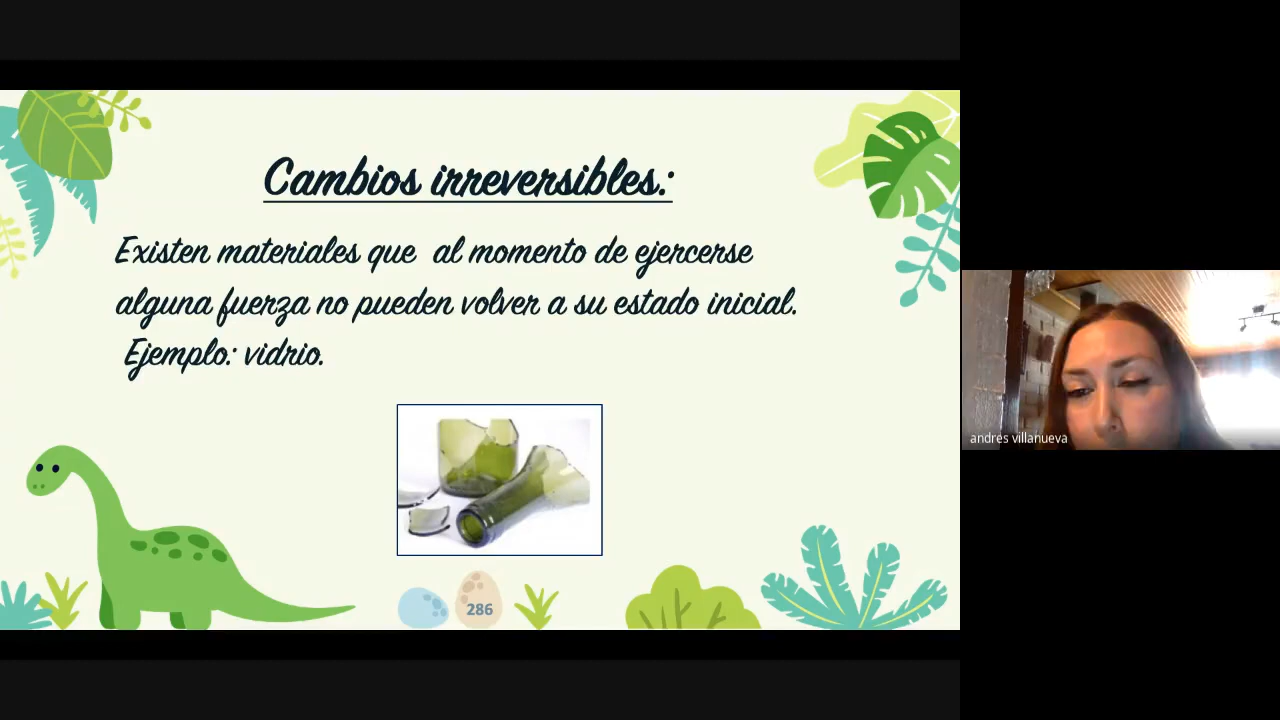 Cambios irreversibles:
Existen materiales que al momento de ejercerse
alguna fuerza no pueden volver a su estado inicial.
Ejemplo: vidrio.
286
andres villanueva